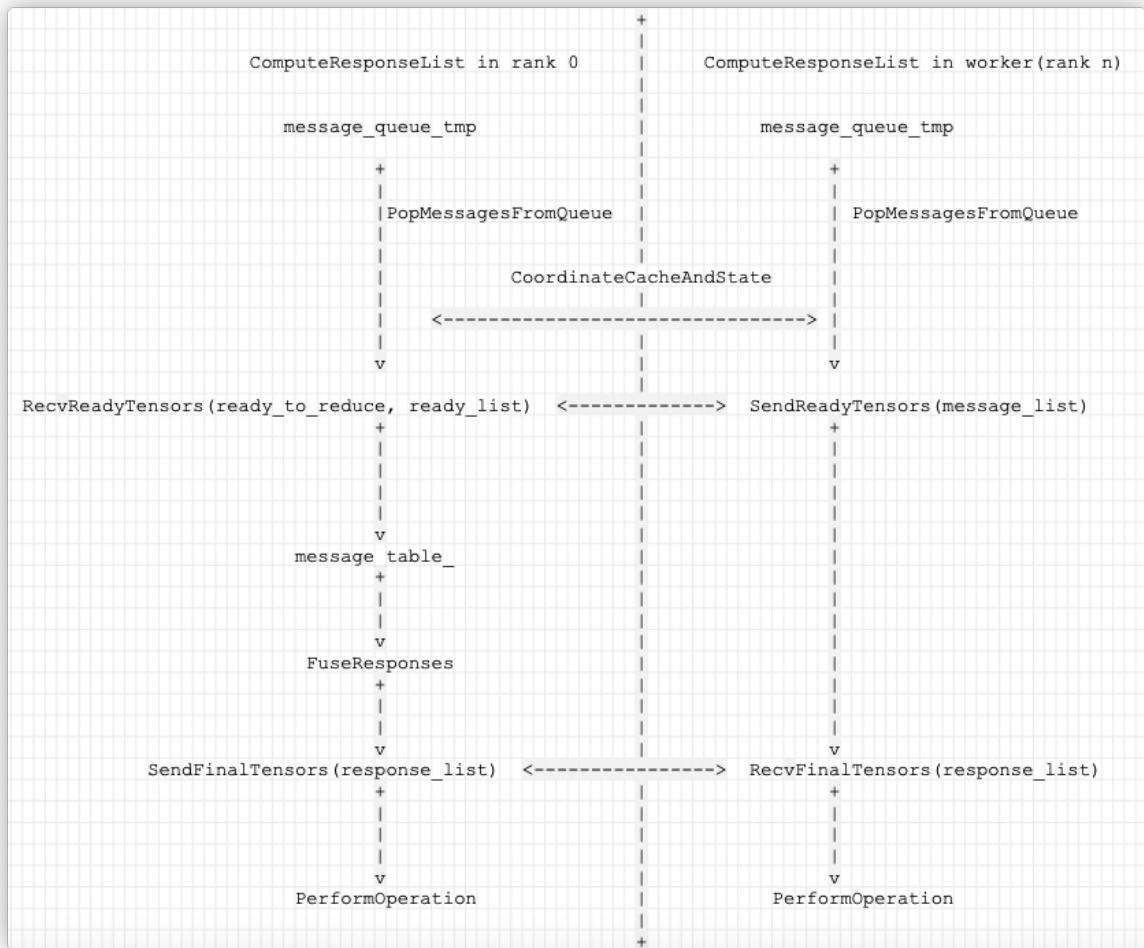 ComputeResponseList in rank 0 ComputeResponseList in worker(rank n)
message_queue_tmp message_queue_tmp
PopMessagesFromQueue PopMessagesFromQueue
CoordinateCacheAndState
<-------------------------------->
RecvReadyTensors(ready_to_reduce, ready_list) <-------------> SendReadyTensors(message_list)
message_table_
FuseResponses
SendFinalTensors(response_list) <----------------> RecvFinalTensors(response_list)
PerformOperation PerformOperation